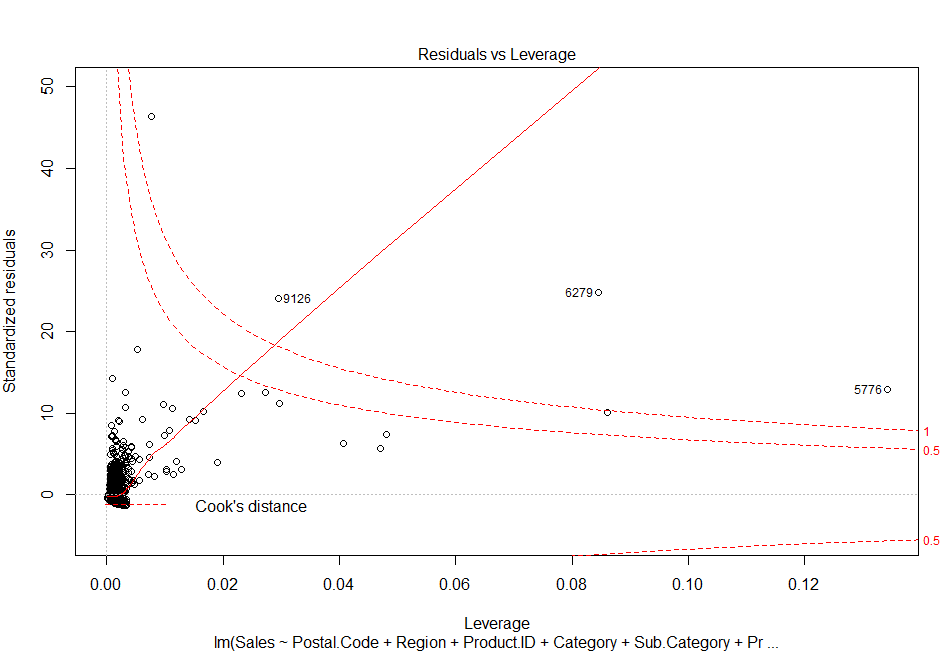 Residuals vs Leverage
Standardized residuals
50
40
30
20
10
0
9126
6279
5776
1
0.5
0.5
Cook's distance
0.00 0.02 0.04 0.06 0.08 0.10 0.12
Leverage
lm(Sales ~ Postal.Code + Region + Product.ID + Category + Sub.Category + Pr ...